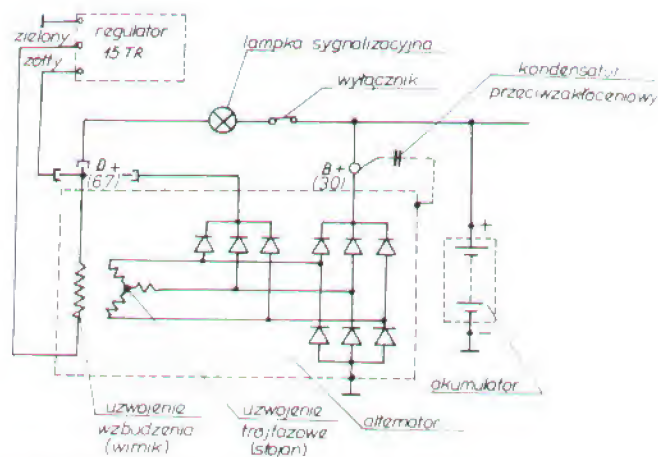 zielony
żółty
regulator
15 TR
lampka sygnalizacyjna
wyłącznik
kondensator
przeciwzakłóceniowy
D+
(67)
B+
(30)
+
-
akumulator
alternator
uzwojenie
wzbudzenia
(wirnik)
uzwojenie
trójfazowe
(stojan)